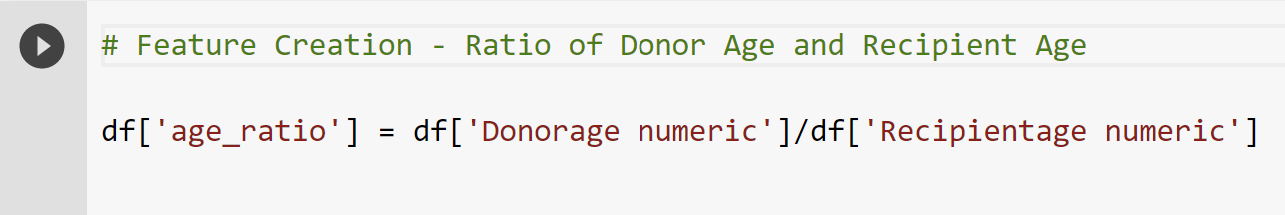 # Feature Creation - Ratio of Donor Age and Recipient Age
df['age_ratio'] = df['Donorage numeric']/df['Recipientage numeric']